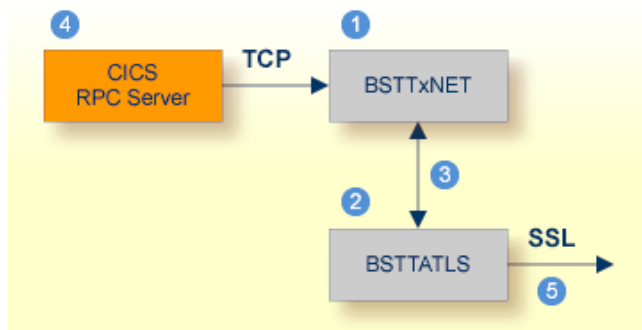 4
1
CICS
RPC Server
TCP
BSTTxNET
3
2
BSTTATLS
SSL
5